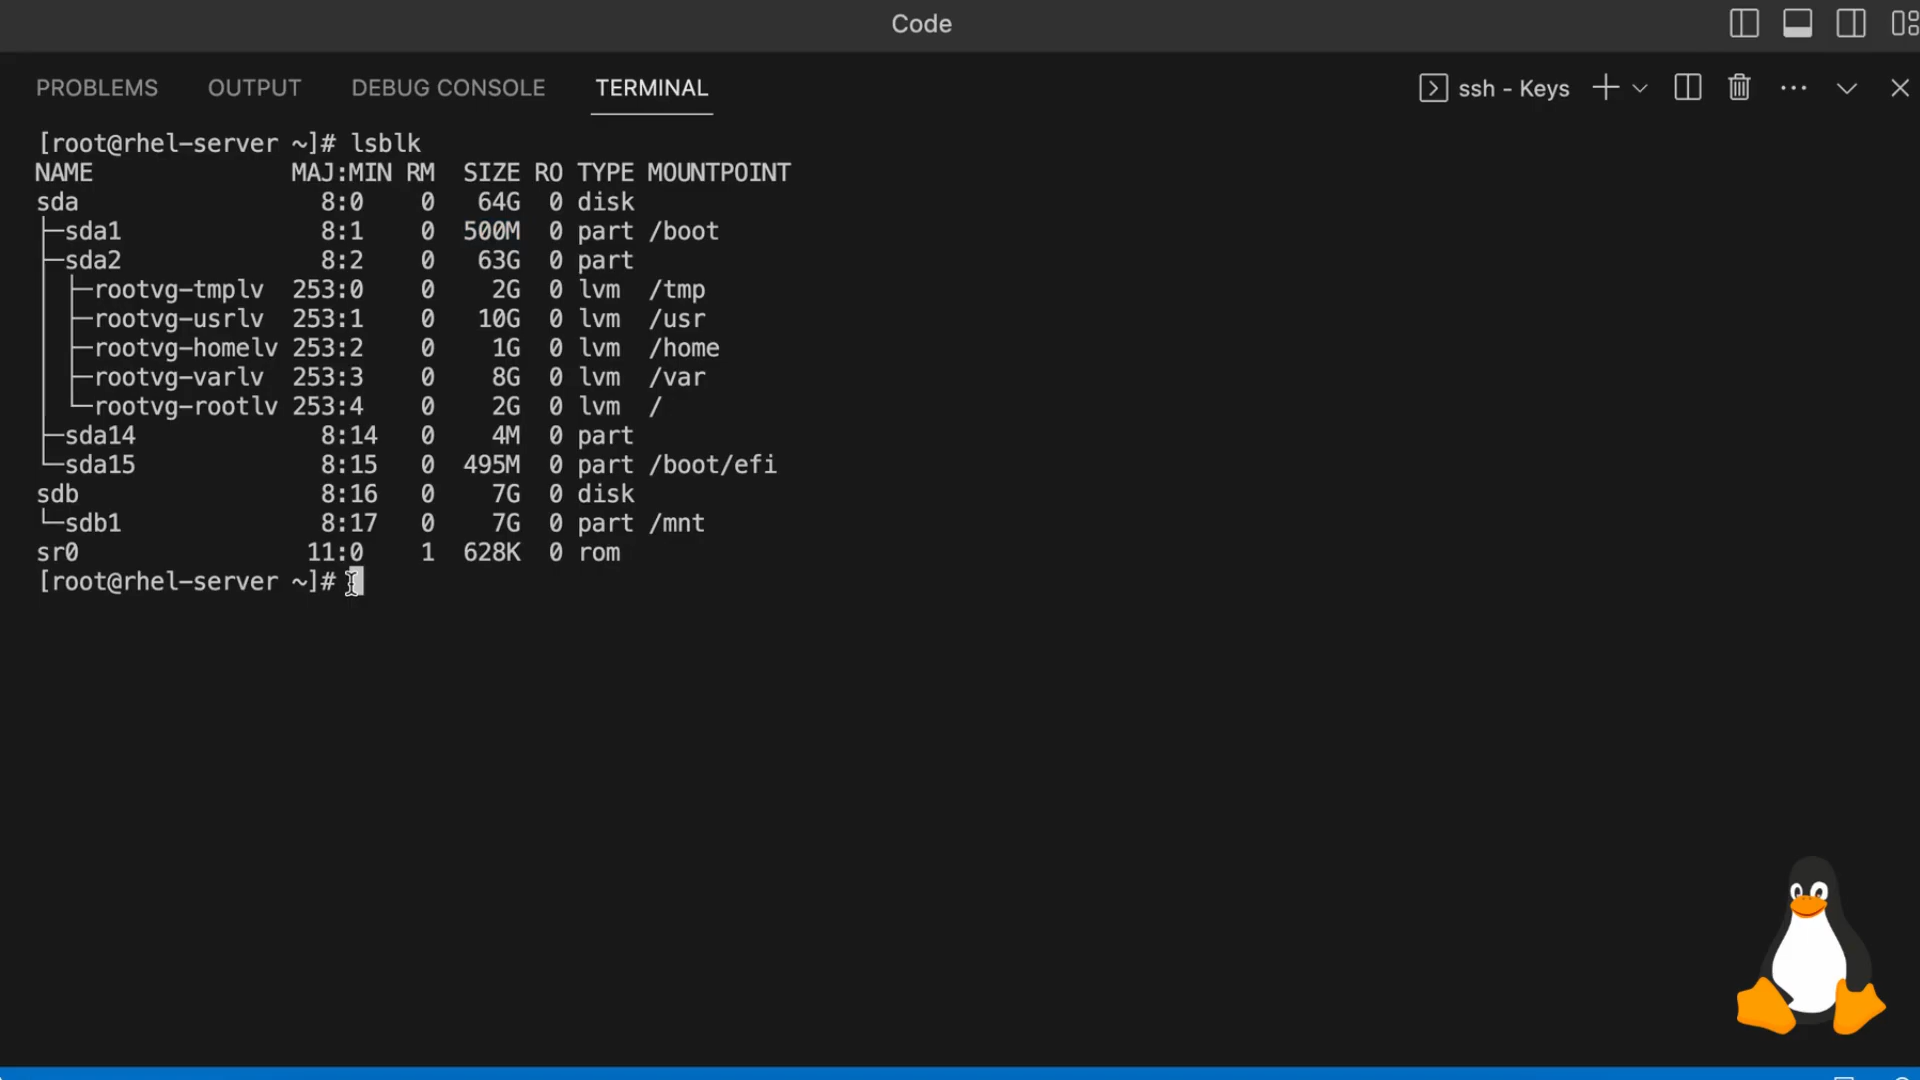 Code
PROBLEMS OUTPUT DEBUG CONSOLE TERMINAL ssh - Keys
[root@rhel-server ~]# lsblk
NAME              MAJ:MIN RM   SIZE RO TYPE MOUNTPOINT
sda                 8:0    0    64G  0 disk
├─sda1              8:1    0   500M  0 part /boot
├─sda2              8:2    0    63G  0 part
│ ├─rootvg-tmplv  253:0    0     2G  0 lvm  /tmp
│ ├─rootvg-usrlv  253:1    0    10G  0 lvm  /usr
│ ├─rootvg-homelv 253:2    0     1G  0 lvm  /home
│ ├─rootvg-varlv  253:3    0     8G  0 lvm  /var
│ └─rootvg-rootlv 253:4    0     2G  0 lvm  /
├─sda14             8:14   0     4M  0 part
└─sda15             8:15   0   495M  0 part /boot/efi
sdb                 8:16   0     7G  0 disk
└─sdb1              8:17   0     7G  0 part /mnt
sr0                11:0    1   628K  0 rom
[root@rhel-server ~]#